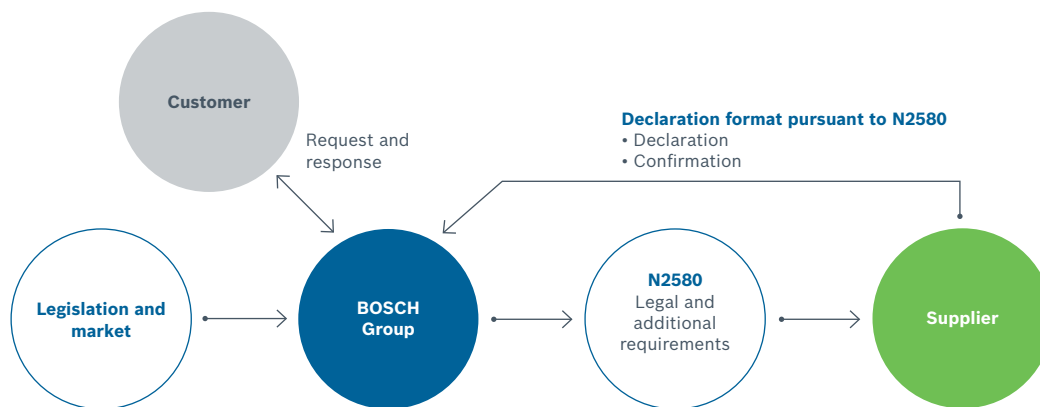 Customer
Request and
response
Declaration format pursuant to N2580
• Declaration
• Confirmation
Legislation and
market
BOSCH
Group
N2580
Legal and
additional
requirements
Supplier